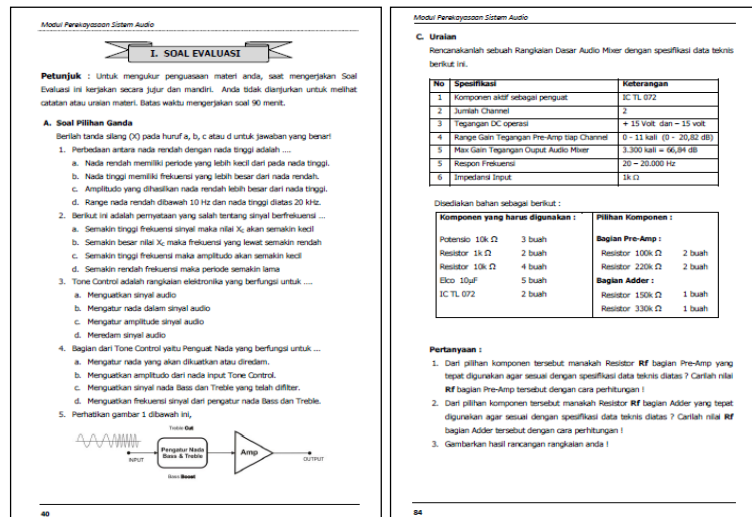 Modul Perekayasaan Sistem Audio
I. SOAL EVALUASI
Petunjuk : Untuk mengukur penguasaan materi anda, saat mengerjakan Soal
Evaluasi ini kerjakan secara jujur dan mandiri. Anda tidak dianjurkan untuk melihat
catatan atau uraian materi. Batas waktu mengerjakan soal 90 menit.
A. Soal Pilihan Ganda
Berilah tanda silang (X) pada huruf a, b, c atau d untuk jawaban yang benar!
1. Perbedaan antara nada rendah dengan nada tinggi adalah ....
a. Nada rendah memiliki periode yang lebih kecil dari pada nada tinggi.
b. Nada tinggi memiliki frekuensi yang lebih besar dari nada rendah.
c. Amplitudo yang dihasilkan nada rendah lebih besar dari nada tinggi.
d. Range nada rendah dibawah 10 Hz dan nada tinggi diatas 20 kHz.
2. Berikut ini adalah pernyataan yang salah tentang sinyal berfrekuensi ...
a. Semakin tinggi frekuensi sinyal maka nilai Xc akan semakin kecil
b. Semakin besar nilai Xc maka frekuensi yang lewat semakin rendah
c. Semakin tinggi frekuensi maka amplitudo akan semakin kecil
d. Semakin rendah frekuensi maka periode semakin lama
3. Tone Control adalah rangkaian elektronika yang berfungsi untuk ....
a. Menguatkan sinyal audio
b. Mengatur nada dalam sinyal audio
c. Mengatur amplitude sinyal audio
d. Meredam sinyal audio
4. Bagian dari Tone Control yaitu Penguat Nada yang berfungsi untuk ...
a. Mengatur nada yang akan dikuatkan atau diredam.
b. Menguatkan amplitudo dari nada input Tone Control.
c. Menguatkan sinyal nada Bass dan Treble yang telah difilter.
d. Menguatkan frekuensi sinyal dari pengatur nada Bass dan Treble.
5. Perhatikan gambar 1 dibawah ini,
Treble Cut
INPUT
Pengatur Nada
Bass & Treble
Amp
OUTPUT
Bass Boost
40
Modul Perekayasaan Sistem Audio
C. Uraian
Rencanakanlah sebuah Rangkaian Dasar Audio Mixer dengan spesifikasi data teknis
berikut ini.
No Spesifikasi Keterangan
1 Komponen aktif sebagai penguat IC TL 072
2 Jumlah Channel 2
3 Tegangan DC operasi + 15 Volt dan – 15 volt
4 Range Gain Tegangan Pre-Amp tiap Channel 0 - 11 kali (0 - 20,82 dB)
5 Max Gain Tegangan Ouput Audio Mixer 3.300 kali = 66,84 dB
5 Respon Frekuensi 20 – 20.000 Hz
6 Impedansi Input 1k Ω
Disediakan bahan sebagai berikut :
Komponen yang harus digunakan : Pilihan Komponen :
Potensio 10k Ω 3 buah Bagian Pre-Amp :
Resistor 1k Ω 2 buah Resistor 100k Ω 2 buah
Resistor 10k Ω 4 buah Resistor 220k Ω 2 buah
Elco 10µF 5 buah Bagian Adder :
IC TL 072 2 buah Resistor 150k Ω 1 buah
Resistor 330k Ω 1 buah
Pertanyaan :
1. Dari pilihan komponen tersebut manakah Resistor Rf bagian Pre-Amp yang
tepat digunakan agar sesuai dengan spesifikasi data teknis diatas ? Carilah nilai
Rf bagian Pre-Amp tersebut dengan cara perhitungan !
2. Dari pilihan komponen tersebut manakah Resistor Rf bagian Adder yang tepat
digunakan agar sesuai dengan spesifikasi data teknis diatas ? Carilah nilai Rf
bagian Adder tersebut dengan cara perhitungan !
3. Gambarkan hasil rancangan rangkaian anda !
84